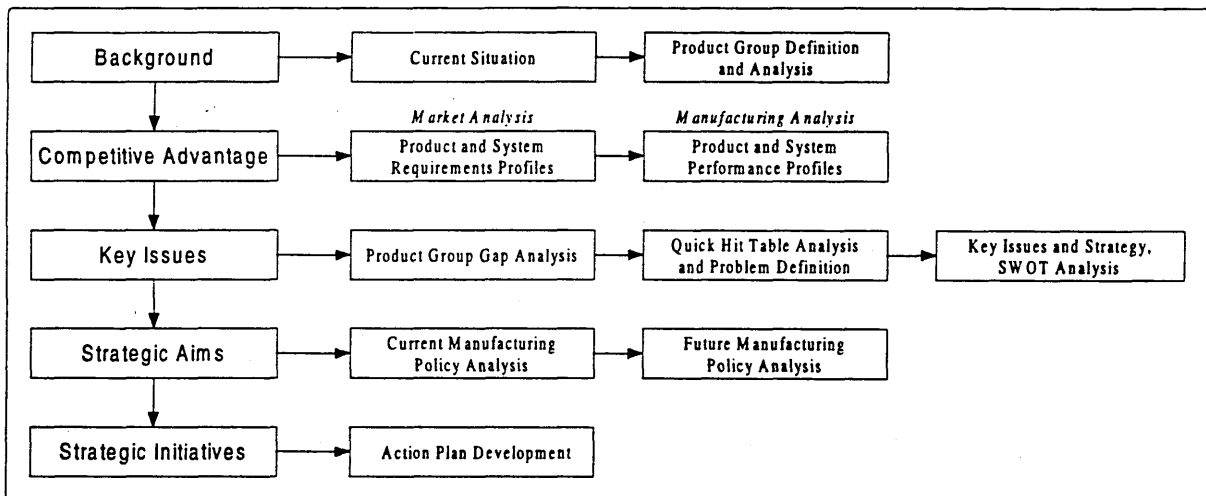 Background
Current Situation
Product Group Definition
and Analysis
Market Analysis
Manufacturing Analysis
Competitive Advantage
Product and System
Requirements Profiles
Product and System
Performance Profiles
Key Issues
Product Group Gap Analysis
Quick Hit Table Analysis
and Problem Definition
Key Issues and Strategy,
SWOT Analysis
Strategic Aims
Current Manufacturing
Policy Analysis
Future Manufacturing
Policy Analysis
Strategic Initiatives
Action Plan Development